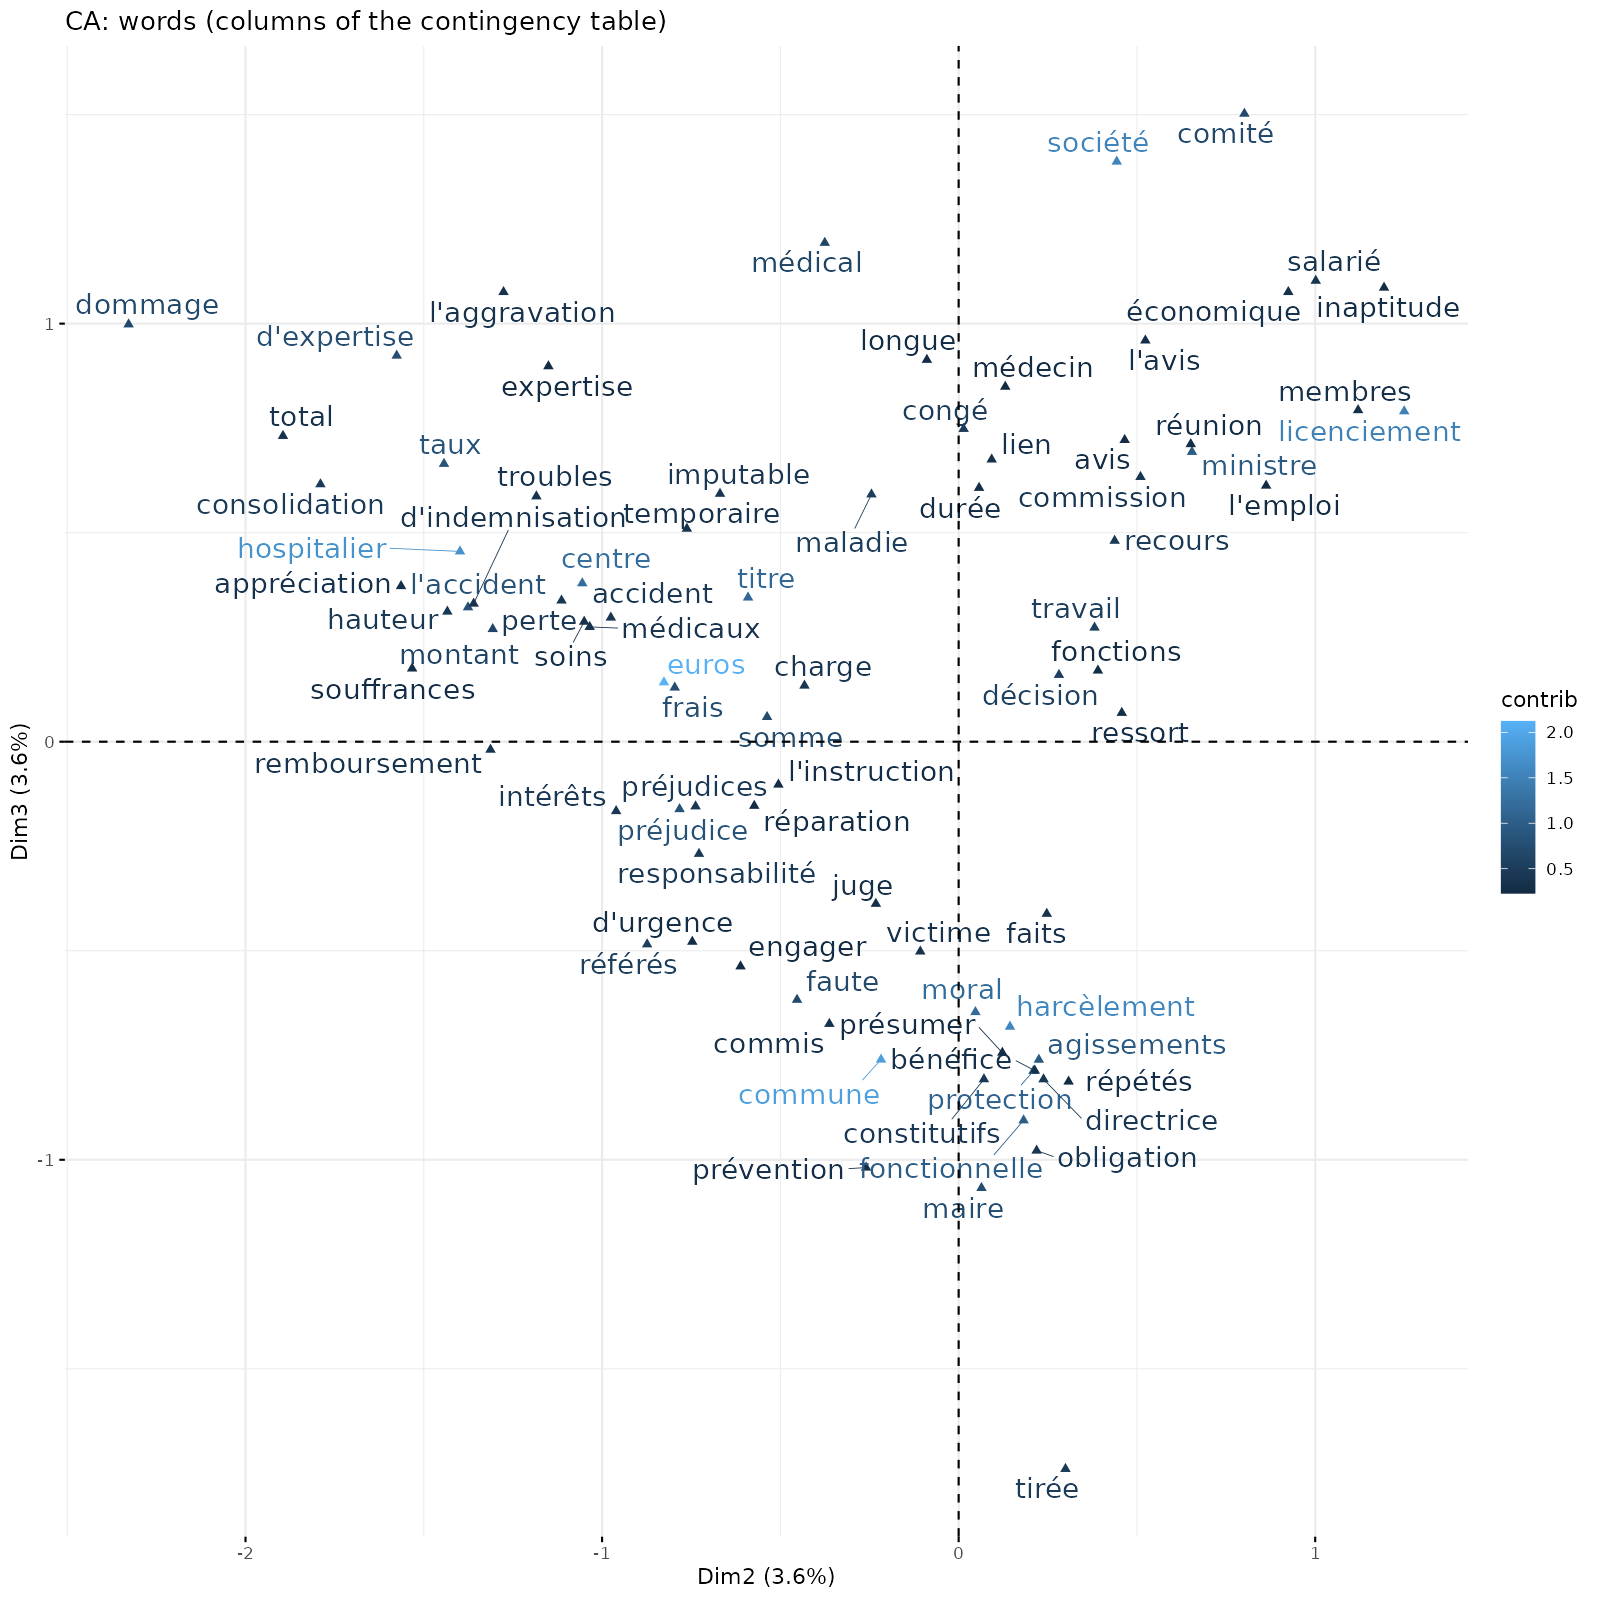 CA: words (columns of the contingency table)
comité
société
médical
salarié
dommage
l'aggravation
économique
inaptitude
d'expertise
longue
l'avis
médecin
expertise
membres
congé
total
réunion
licenciement
taux
lien
avis
ministre
troubles
imputable
consolidation
commission
l'emploi
durée
d'indemnisation
temporaire
maladie
recours
hospitalier
centre
titre
appréciation
l'accident
accident
travail
hauteur
perte
médicaux
fonctions
montant
soins
euros
charge
souffrances
décision
frais
ressort
somme
remboursement
l'instruction
intérêts
préjudices
réparation
préjudice
responsabilité
juge
d'urgence
victime
faits
engager
référés
faute
moral
harcèlement
présumer
commis
agissements
bénéfice
répétés
commune
protection
directrice
constitutifs
obligation
prévention
fonctionnelle
maire
tirée
contrib
2.0
1.5
1.0
0.5
1
0
-1
Dim3 (3.6%)
-2
-1
0
1
Dim2 (3.6%)